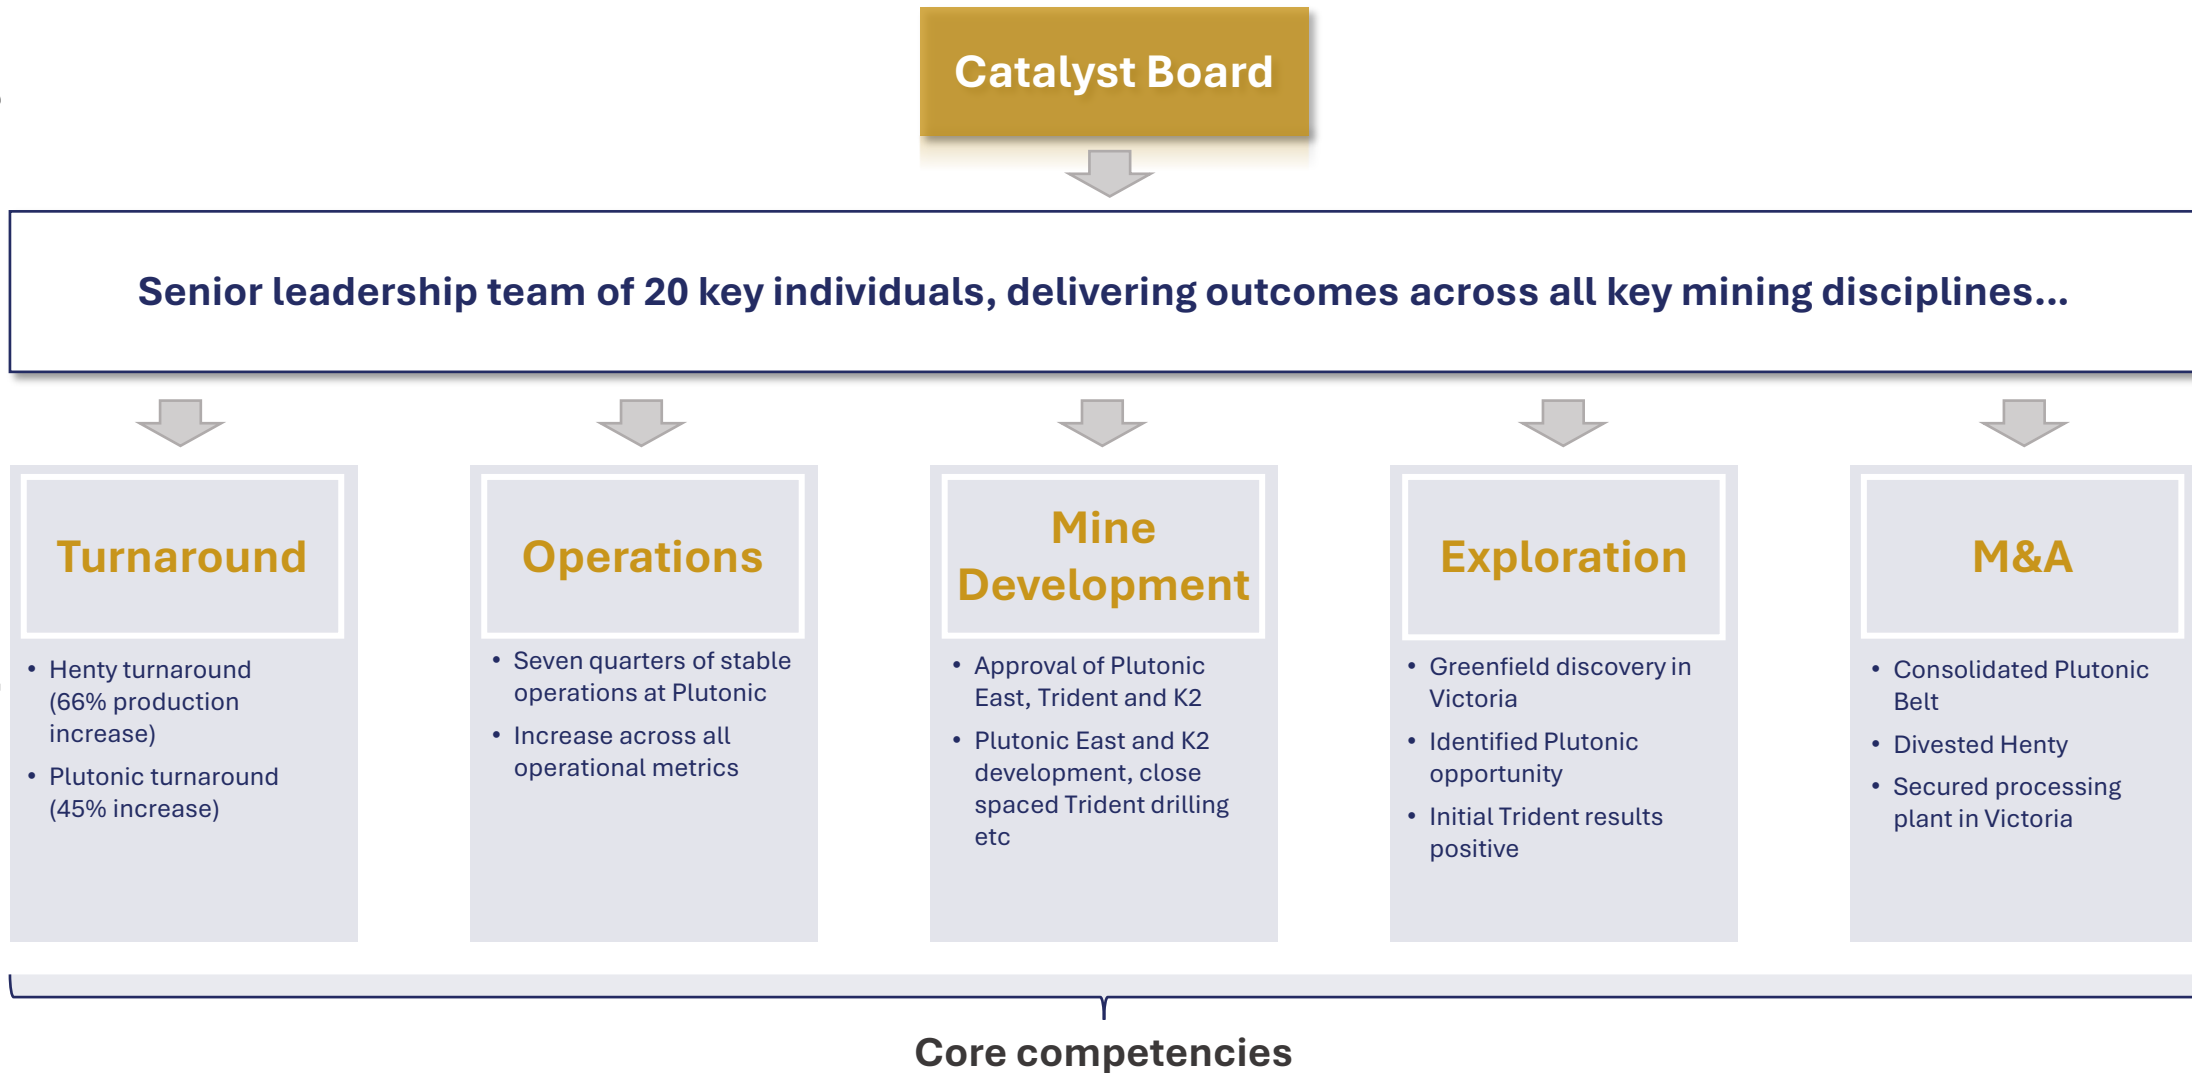 Catalyst Board
Senior leadership team of 20 key individuals, delivering outcomes across all key mining disciplines...
Turnaround
• Henty turnaround
(66% production
increase)
• Plutonic turnaround
(45% increase)
Operations
• Seven quarters of stable
operations at Plutonic
• Increase across all
operational metrics
Mine
Development
• Approval of Plutonic
East, Trident and K2
• Plutonic East and K2
development, close
spaced Trident drilling
etc
Exploration
• Greenfield discovery in
Victoria
• Identified Plutonic
opportunity
• Initial Trident results
positive
M&A
• Consolidated Plutonic
Belt
• Divested Henty
• Secured processing
plant in Victoria
Core competencies